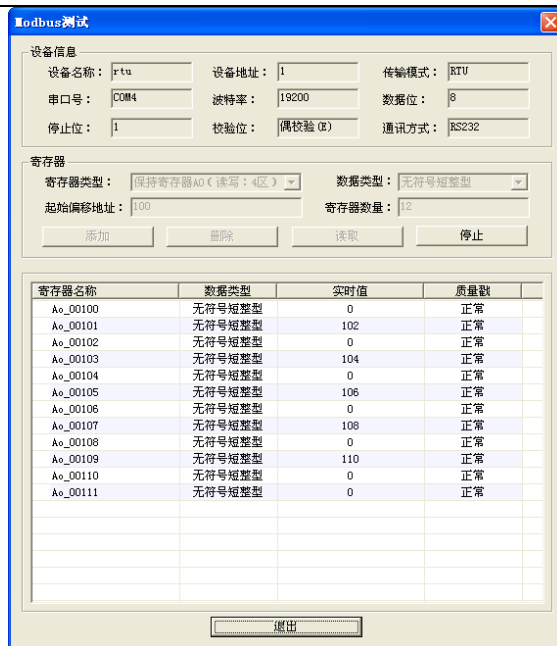 Modbus测试
设备信息
设备名称： rtu 设备地址： 1 传输模式： RTU
串口号： COM4 波特率： 19200 数据位： 8
停止位： 1 校验位： 偶校验(E) 通讯方式： RS232
寄存器
寄存器类型： 保持寄存器AO(读写：4区) 数据类型： 无符号短整型
起始偏移地址： 100 寄存器数量： 12
添加 删除 读取 停止
寄存器名称 数据类型 实时值 质量戳
Ao_00100 无符号短整型 0 正常
Ao_00101 无符号短整型 102 正常
Ao_00102 无符号短整型 0 正常
Ao_00103 无符号短整型 104 正常
Ao_00104 无符号短整型 0 正常
Ao_00105 无符号短整型 106 正常
Ao_00106 无符号短整型 0 正常
Ao_00107 无符号短整型 108 正常
Ao_00108 无符号短整型 0 正常
Ao_00109 无符号短整型 110 正常
Ao_00110 无符号短整型 0 正常
Ao_00111 无符号短整型 0 正常
退出